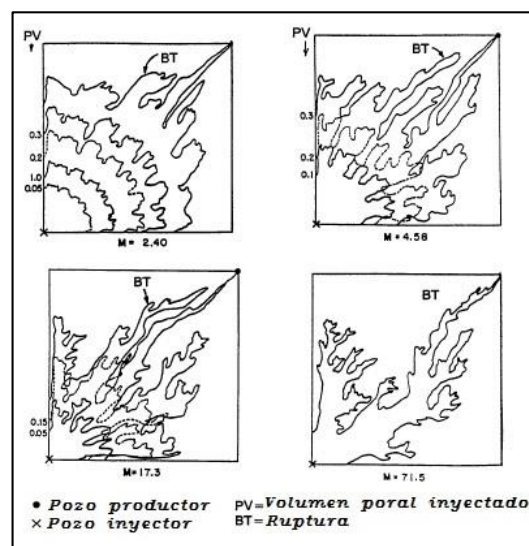 PV
BT
0.3
0.2
1.0
0.05
M= 2.40
PV
BT
0.3
0.2
0.1
M= 4.58
BT
0.15
0.05
M=17.3
BT
M= 71.5
• Pozo productor
× Pozo inyector
PV=Volumen poral inyectado
BT=Ruptura